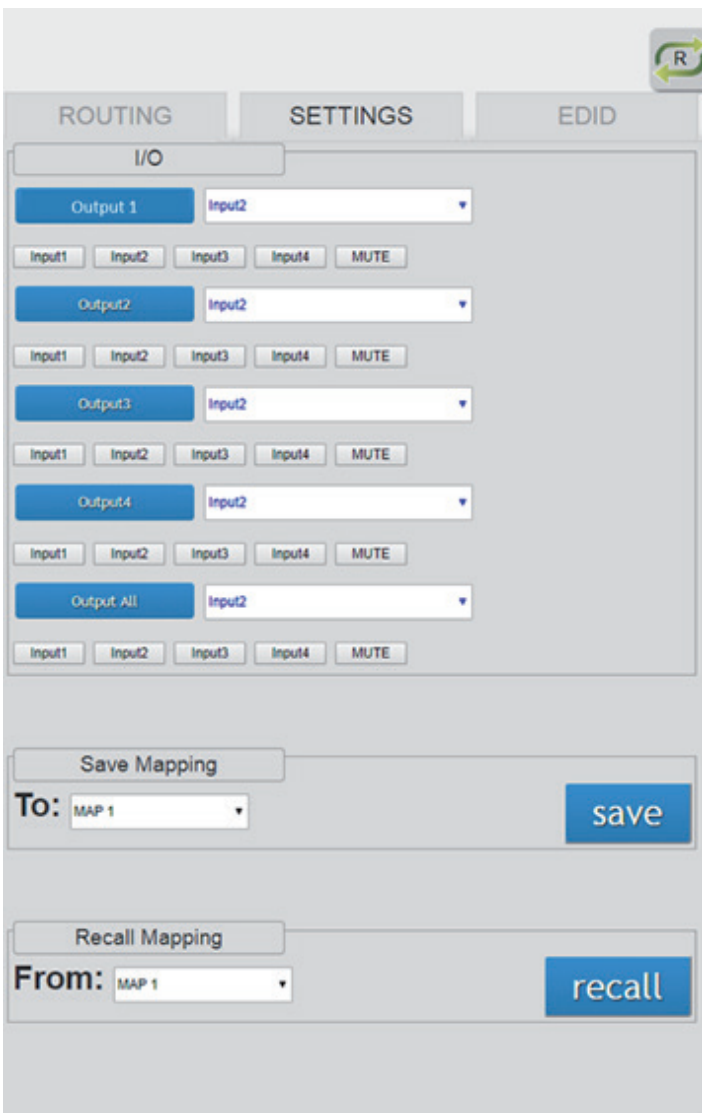 R
ROUTING SETTINGS EDID
I/O
Output 1 Input2
Input1 Input2 Input3 Input4 MUTE
Output2 Input2
Input1 Input2 Input3 Input4 MUTE
Output3 Input2
Input1 Input2 Input3 Input4 MUTE
Output4 Input2
Input1 Input2 Input3 Input4 MUTE
Output All Input2
Input1 Input2 Input3 Input4 MUTE
Save Mapping
To: MAP 1 save
Recall Mapping
From: MAP 1 recall